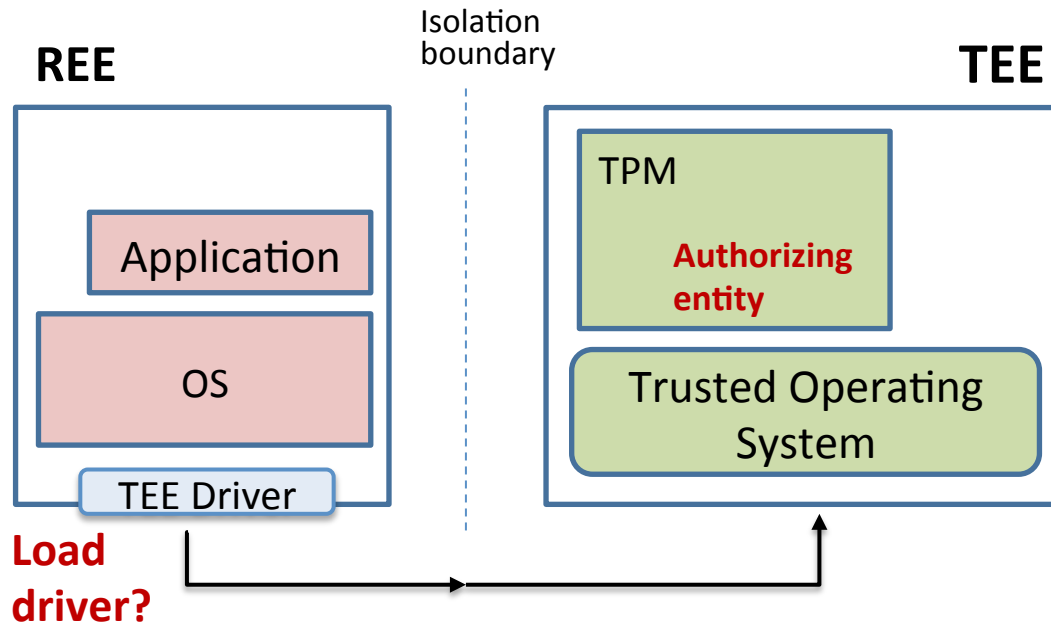 Isolation
boundary
REE
TEE
TPM
Authorizing
entity
Application
OS
Trusted Operating
System
TEE Driver
Load
driver?